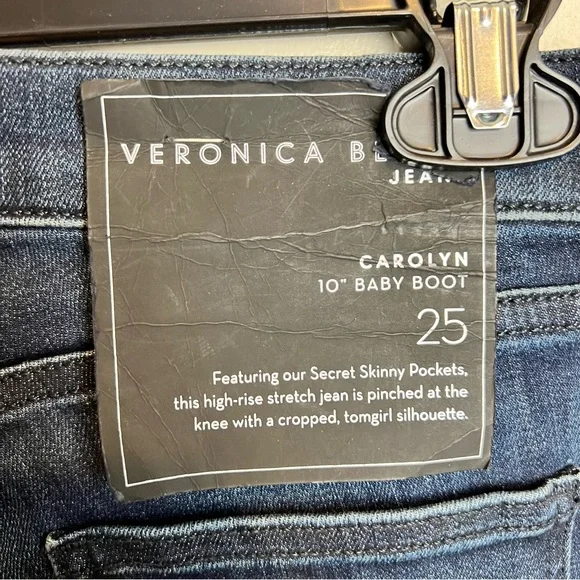 VERONICA
JEAN
CAROLYN
10" BABY BOOT
25
Featuring our Secret Skinny Pockets,
this high-rise stretch jean is pinched at the
knee with a cropped, tomgirl silhouette.